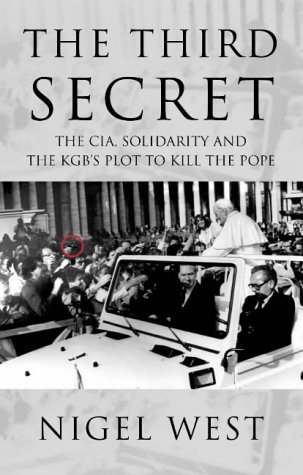 THE THIRD
SECRET
THE CIA, SOLIDARITY AND
THE KGB'S PLOT TO KILL THE POPE
NIGEL WEST